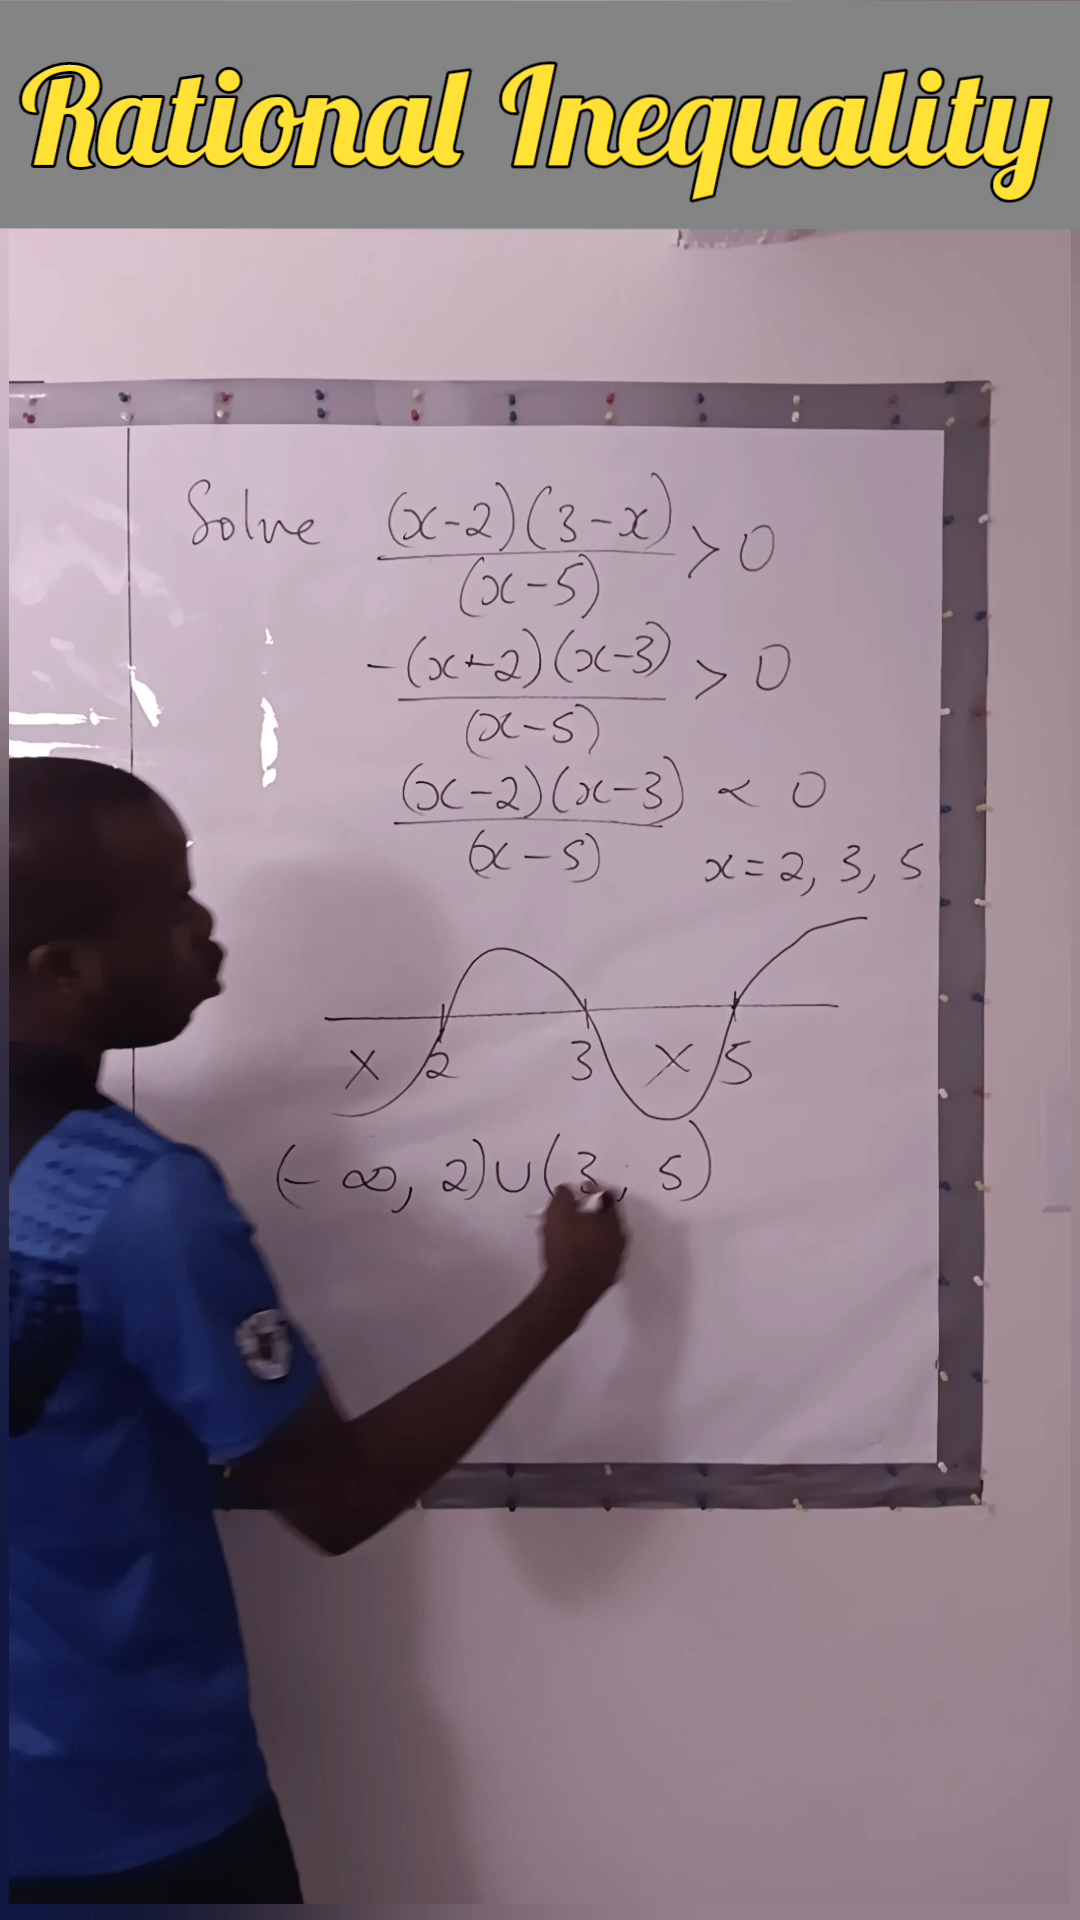 Rational Inequality
Solve (x-2)(3-x)/(x-5) > 0
-(x+-2)(x-3)/(x-5) > 0
(x-2)(x-3)/(x-5) < 0
x = 2, 3, 5
X 2 3 X 5
(-∞, 2)∪(3, 5)